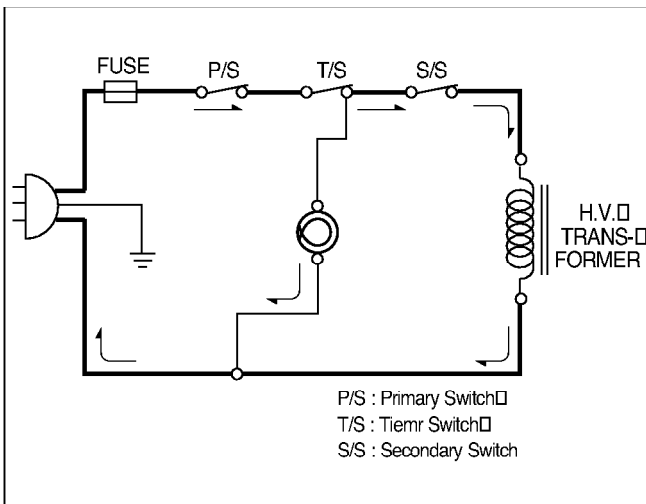 FUSE
P/S
T/S
S/S
H.V.□
TRANS-□
FORMER
P/S : Primary Switch□
T/S : Tiemr Switch□
S/S : Secondary Switch